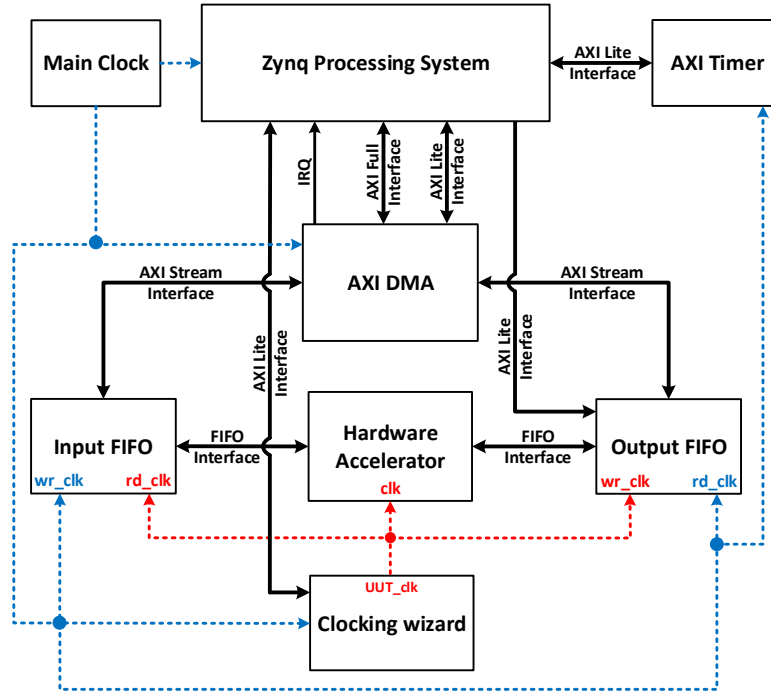 Main Clock
Zynq Processing System
AXI Lite
Interface
AXI Timer
IRQ
AXI Full
Interface
AXI Lite
Interface
AXI Stream
Interface
AXI DMA
AXI Stream
Interface
AXI Lite
Interface
AXI Lite
Interface
Input FIFO
wr_clk
rd_clk
FIFO
Interface
Hardware
Accelerator
clk
FIFO
Interface
Output FIFO
wr_clk
rd_clk
UUT_clk
Clocking wizard